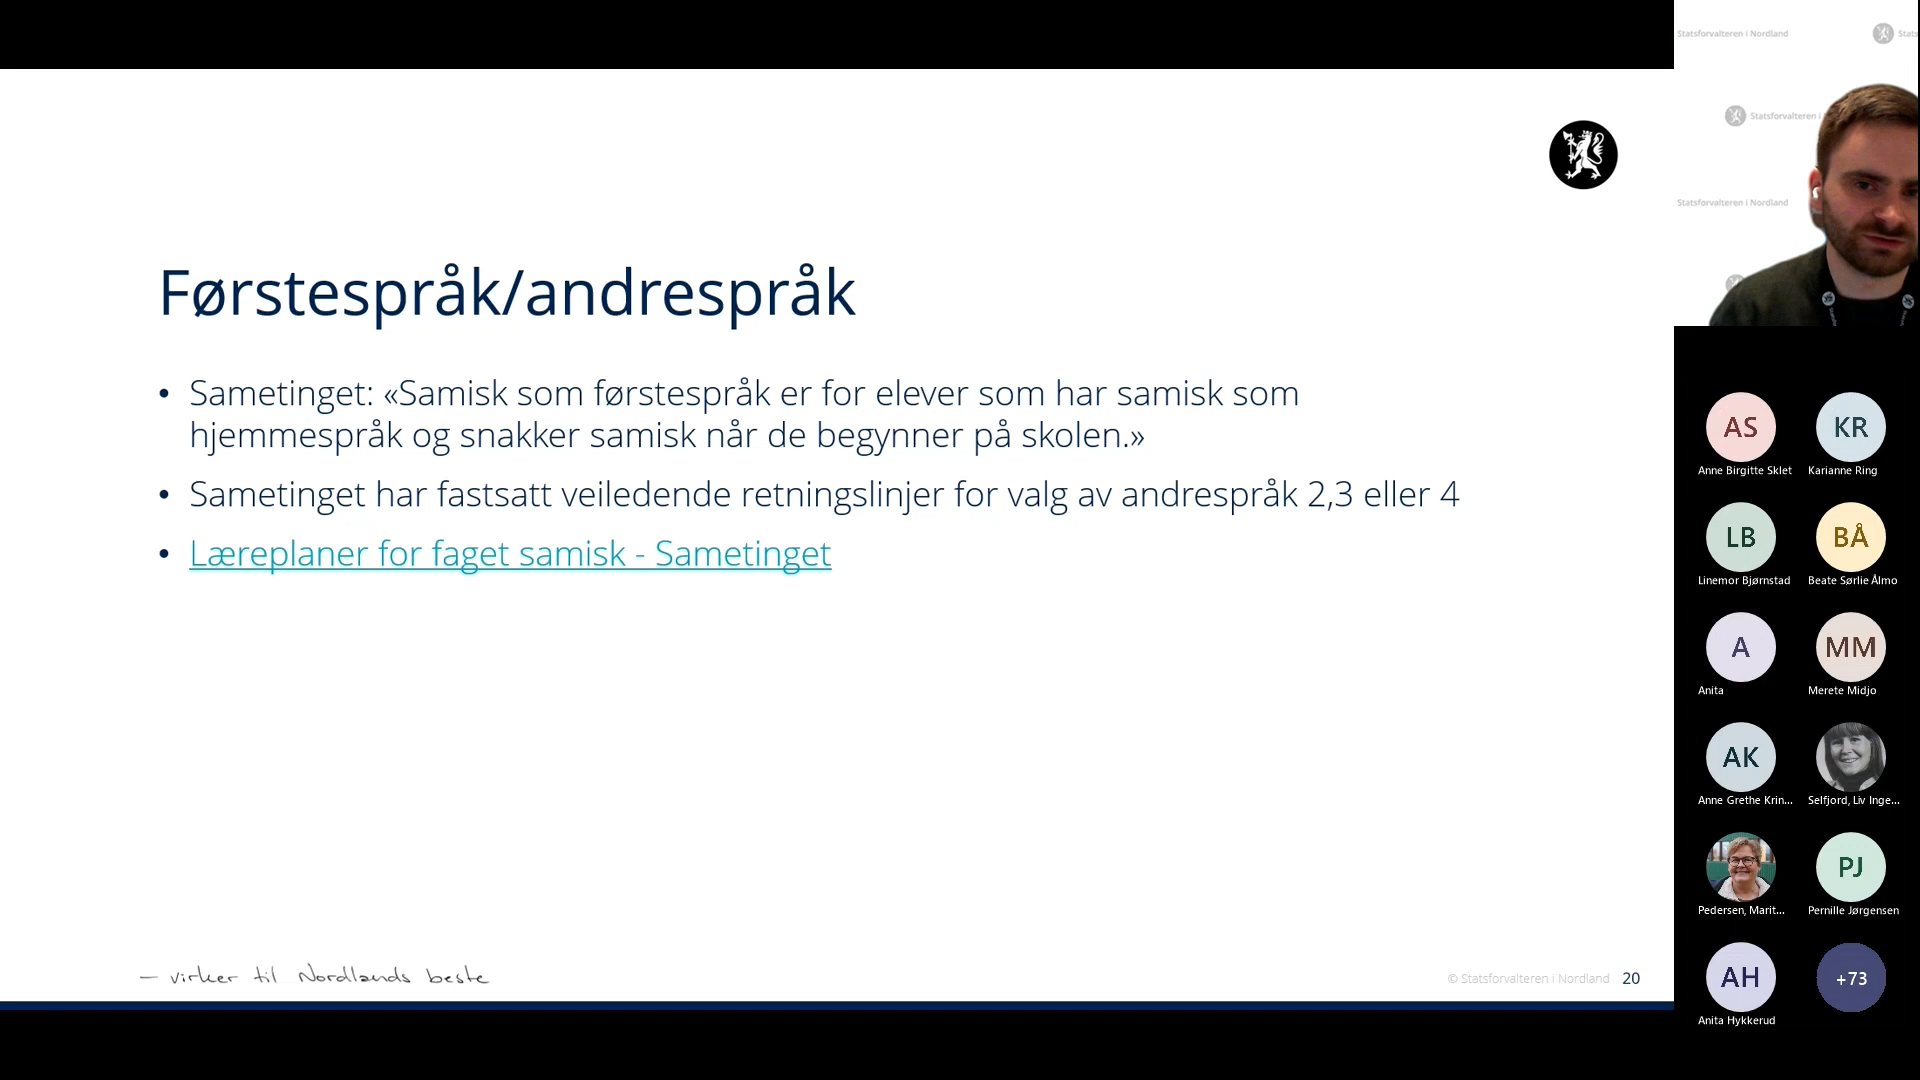 Statsforvalteren i Nordland
Stats
Statsforvalteren i
Statsforvalteren i Nordland
Førstespråk/andrespråk
• Sametinget: «Samisk som førstespråk er for elever som har samisk som
hjemmespråk og snakker samisk når de begynner på skolen.»
• Sametinget har fastsatt veiledende retningslinjer for valg av andrespråk 2,3 eller 4
• Læreplaner for faget samisk - Sametinget
– virker til Nordlands beste
© Statsforvalteren i Nordland 20
AS KR
Anne Birgitte Sklet Karianne Ring
LB BÅ
Linemor Bjørnstad Beate Sørlie Ålmo
A MM
Anita Merete Midjo
AK
Anne Grethe Krin... Selfjord, Liv Inge...
PJ
Pedersen, Marit... Pernille Jørgensen
AH +73
Anita Hykkerud